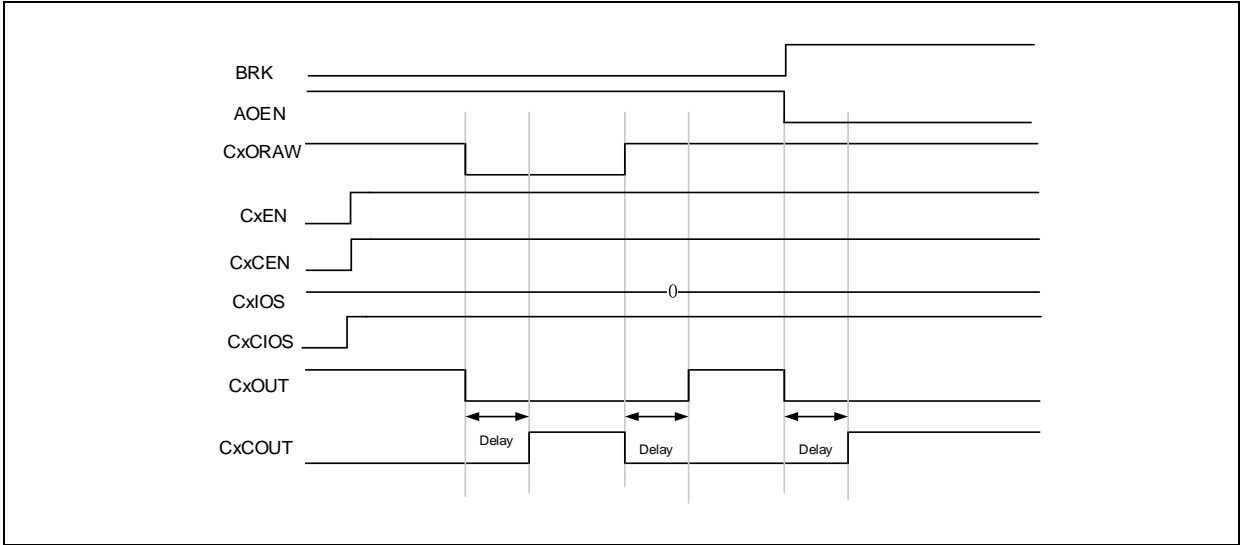 BRK
AOEN
CxORAW
CxEN
CxCEN
CxIOS
0
CxCIOS
CxOUT
Delay
Delay
Delay
CxCOUT